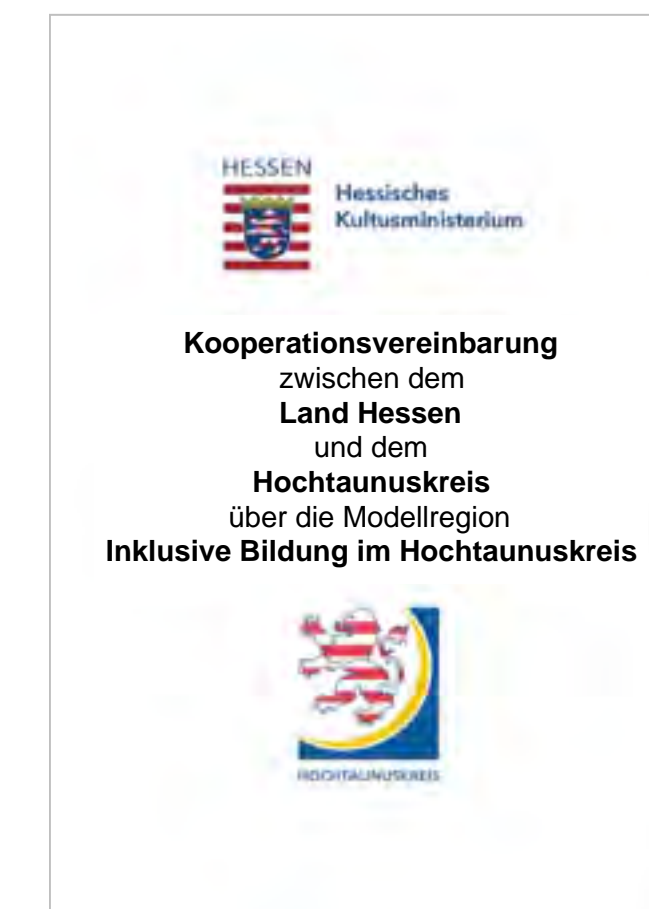 HESSEN
Hessisches
Kultusministerium
Kooperationsvereinbarung
zwischen dem
Land Hessen
und dem
Hochtaunuskreis
über die Modellregion
Inklusive Bildung im Hochtaunuskreis
HOCHTAUNUSKREIS